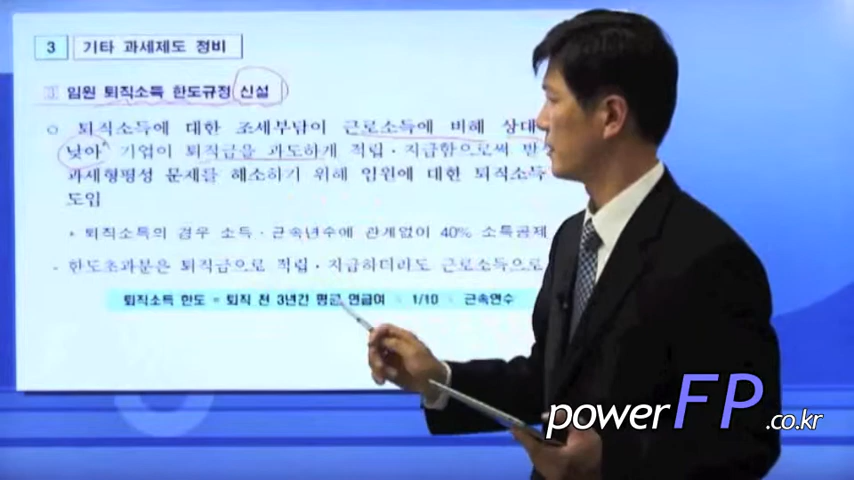 3 기타 과세제도 정비
③ 임원 퇴직소득 한도규정 신설
○ 퇴직소득에 대한 조세부담이 근로소득에 비해 상대
낮아 기업이 퇴직금을 과도하게 적립·지급함으로써 발
과세형평성 문제를 해소하기 위해 임원에 대한 퇴직소득
도입
* 퇴직소득의 경우 소득·근속년수에 관계없이 40% 소득공제
- 한도초과분은 퇴직금으로 적립·지급하더라도 근로소득으로
퇴직소득 한도 = 퇴직 전 3년간 평균 연급여 × 1/10 × 근속연수
powerFP.co.kr